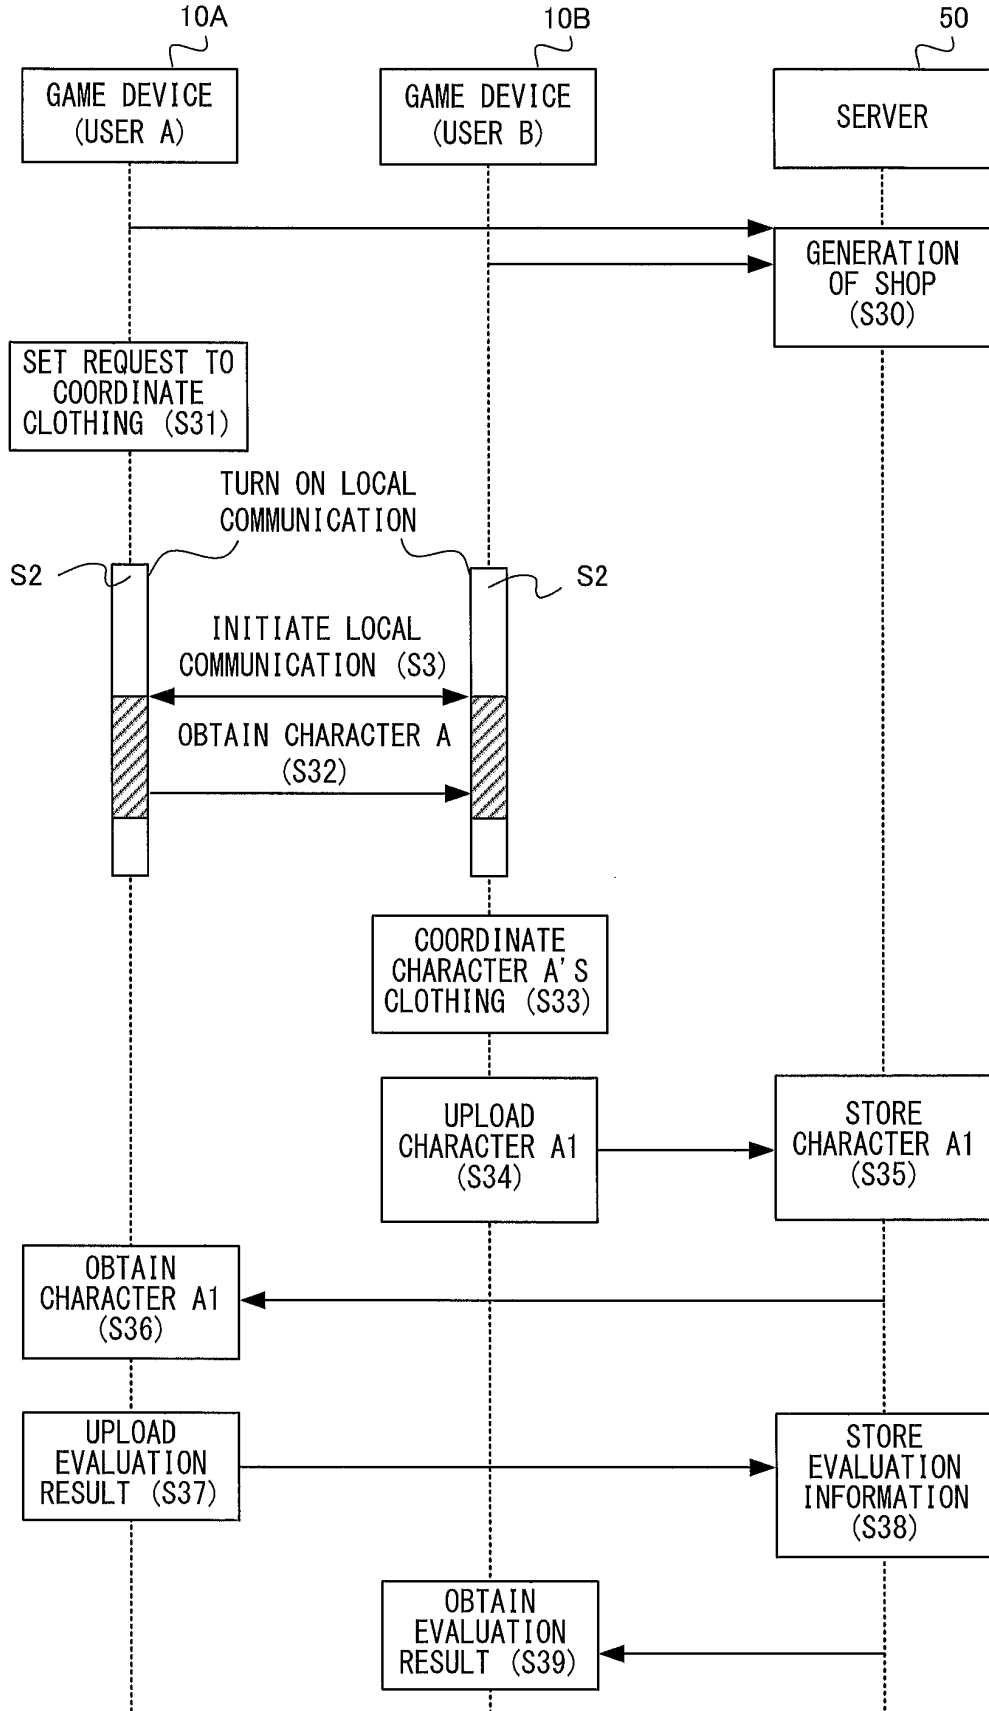 10A
10B
50
GAME DEVICE
(USER A)
GAME DEVICE
(USER B)
SERVER
GENERATION
OF SHOP
(S30)
SET REQUEST TO
COORDINATE
CLOTHING (S31)
TURN ON LOCAL
COMMUNICATION
S2
S2
INITIATE LOCAL
COMMUNICATION (S3)
OBTAIN CHARACTER A
(S32)
COORDINATE
CHARACTER A'S
CLOTHING (S33)
UPLOAD
CHARACTER A1
(S34)
STORE
CHARACTER A1
(S35)
OBTAIN
CHARACTER A1
(S36)
UPLOAD
EVALUATION
RESULT (S37)
STORE
EVALUATION
INFORMATION
(S38)
OBTAIN
EVALUATION
RESULT (S39)